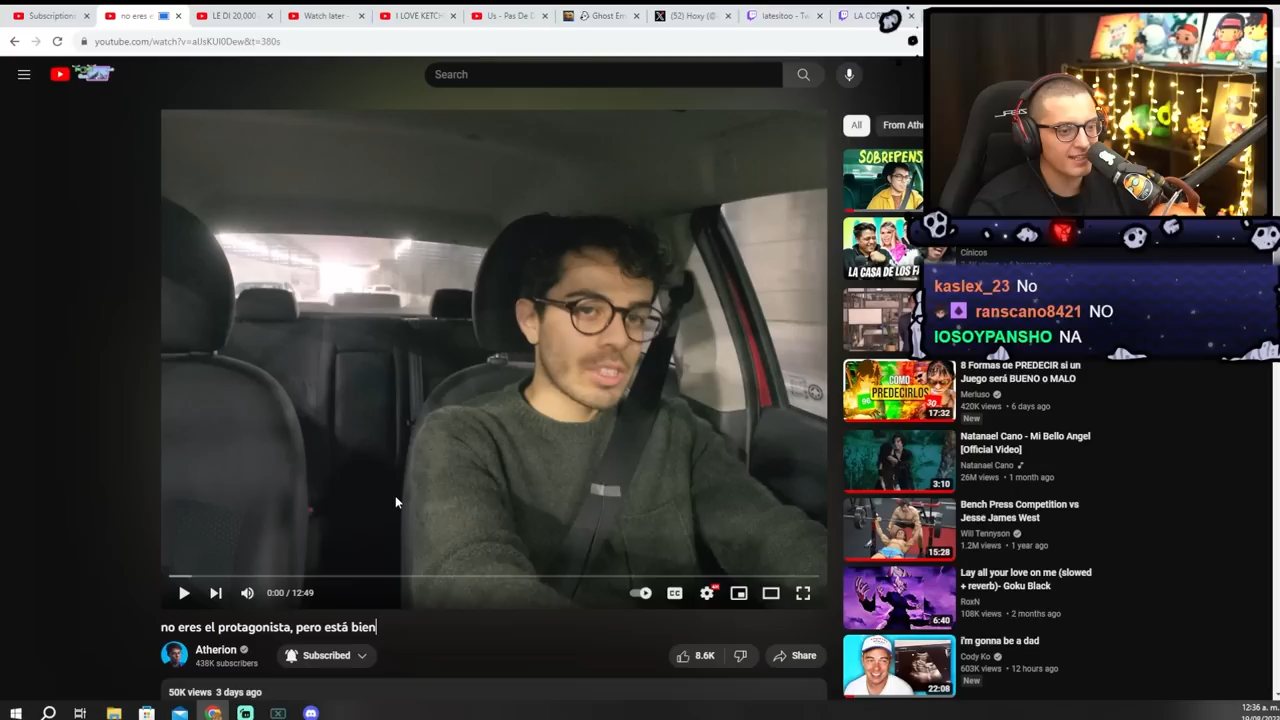 Subscriptions
no eres e
LE DI 20,000
Watch later -
I LOVE KETCH
Us - Pas De D
Ghost Em
(52) Hoxy (@
latesitoo - Tw
LA CO
youtube.com/watch?v=aUsKUI0Dew&t=380s
Search
All
From Athe
SOBREPENS
LA CASA DE LOS F
Cínicos
kaslex_23 No
ranscano8421 NO
IOSOYPANSHO NA
COMO
PREDECIRLOS
17:32
8 Formas de PREDECIR si un
Juego será BUENO o MALO
Merluso
420K views • 6 days ago
New
3:10
Natanael Cano - Mi Bello Angel
[Official Video]
Natanael Cano
26M views • 1 month ago
15:28
Bench Press Competition vs
Jesse James West
Will Tennyson
1.2M views • 1 year ago
6:40
Lay all your love on me (slowed
+ reverb)- Goku Black
RoxN
108K views • 2 months ago
22:08
i'm gonna be a dad
Cody Ko
603K views • 12 hours ago
New
0:00 / 12:49
no eres el protagonista, pero está bien
Atherion
438K subscribers
Subscribed
8.6K
Share
50K views 3 days ago
12:36 a. m.